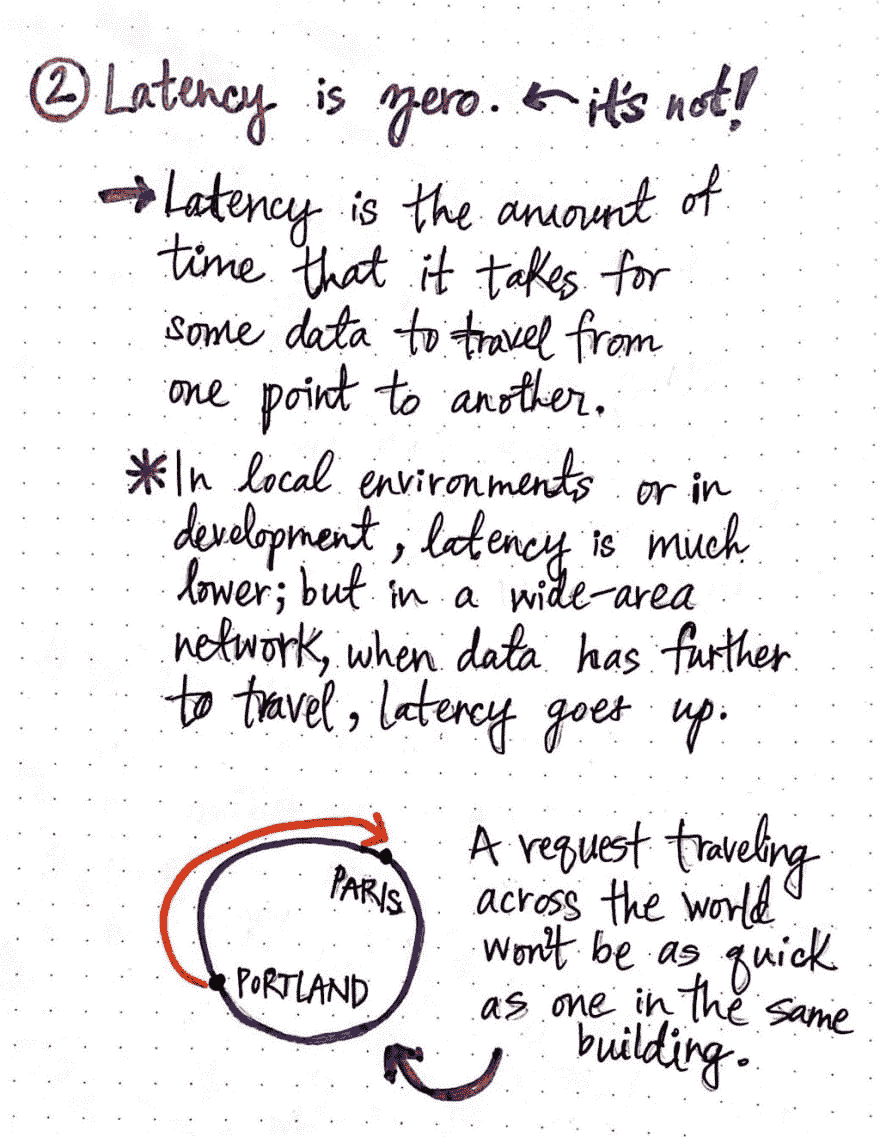 ② Latency is zero. ← it's not!
→ Latency is the amount of
time that it takes for
some data to travel from
one point to another.
* In local environments or in
development, latency is much
lower; but in a wide-area
network, when data has further
to travel, latency goes up.
PARIS
PORTLAND
A request traveling
across the world
won't be as quick
as one in the same
building.